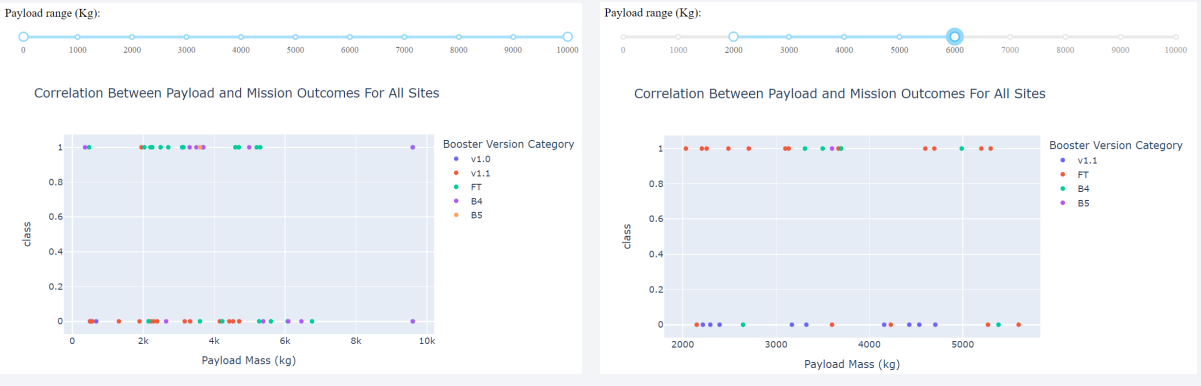 Payload range (Kg):
0 1000 2000 3000 4000 5000 6000 7000 8000 9000 10000
Correlation Between Payload and Mission Outcomes For All Sites
1
0.8
0.6
0.4
0.2
0
class
0 2k 4k 6k 8k 10k
Payload Mass (kg)
Booster Version Category
v1.0
v1.1
FT
B4
B5
Payload range (Kg):
0 1000 2000 3000 4000 5000 6000 7000 8000 9000 10000
Correlation Between Payload and Mission Outcomes For All Sites
1
0.8
0.6
0.4
0.2
0
class
2000 3000 4000 5000
Payload Mass (kg)
Booster Version Category
v1.1
FT
B4
B5